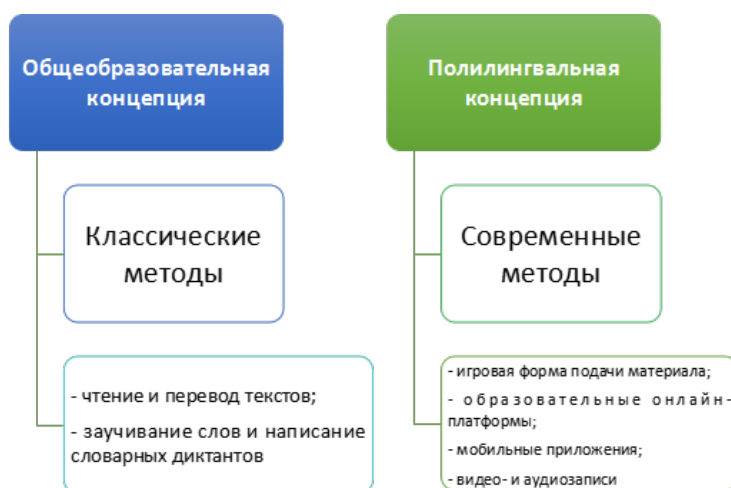 Общеобразовательная
концепция
Классические
методы
- чтение и перевод текстов;
- заучивание слов и написание
словарных диктантов
Полилингвальная
концепция
Современные
методы
- игровая форма подачи материала;
- образовательные онлайн-
платформы;
- мобильные приложения;
- видео- и аудиозаписи